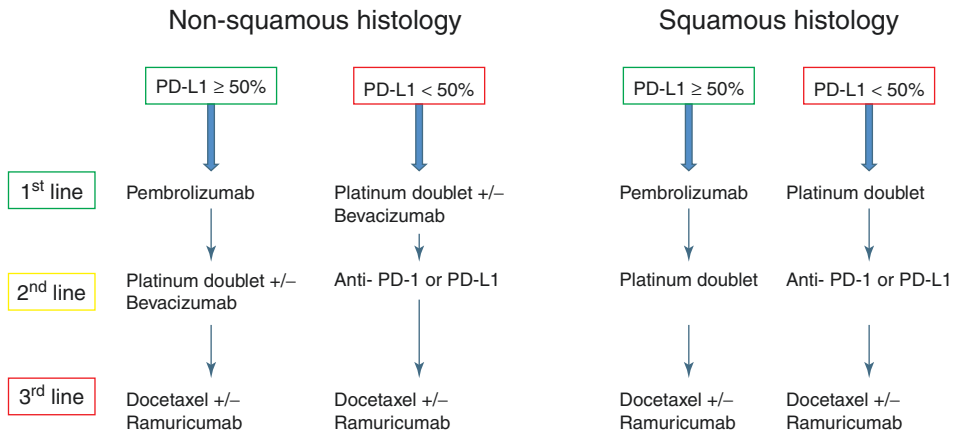 Non-squamous histology
Squamous histology
PD-L1 ≥ 50%
PD-L1 < 50%
PD-L1 ≥ 50%
PD-L1 < 50%
1st line
Pembrolizumab
Platinum doublet +/–
Bevacizumab
Pembrolizumab
Platinum doublet
2nd line
Platinum doublet +/–
Bevacizumab
Anti- PD-1 or PD-L1
Platinum doublet
Anti- PD-1 or PD-L1
3rd line
Docetaxel +/–
Ramuricumab
Docetaxel +/–
Ramuricumab
Docetaxel +/–
Ramuricumab
Docetaxel +/–
Ramuricumab